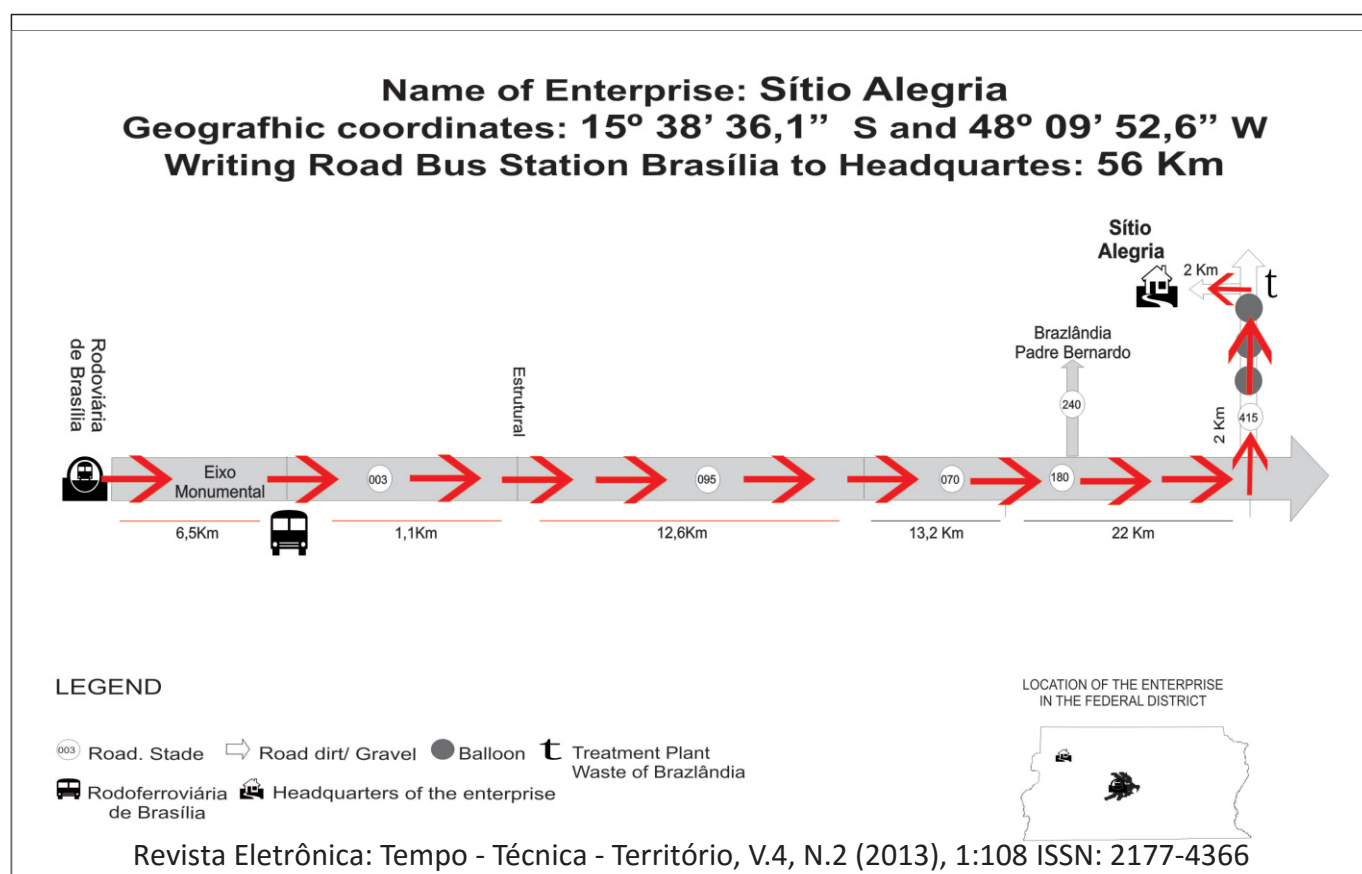 Name of Enterprise: Sítio Alegria
Geografhic coordinates: 15º 38’ 36,1’’ S and 48º 09’ 52,6’’ W
Writing Road Bus Station Brasília to Headquartes: 56 Km
Sítio
Alegria
2 Km
t
Brazlândia
Padre Bernardo
Rodoviária
de Brasília
Estrutural
240
2 Km
415
Eixo
Monumental
003
095
070
180
6,5Km
1,1Km
12,6Km
13,2 Km
22 Km
LEGEND
LOCATION OF THE ENTERPRISE
IN THE FEDERAL DISTRICT
003 Road. Stade
Road dirt/ Gravel
Balloon
t Treatment Plant
Waste of Brazlândia
Rodoferroviária
de Brasília
Headquarters of the enterprise
Revista Eletrônica: Tempo - Técnica - Território, V.4, N.2 (2013), 1:108 ISSN: 2177-4366